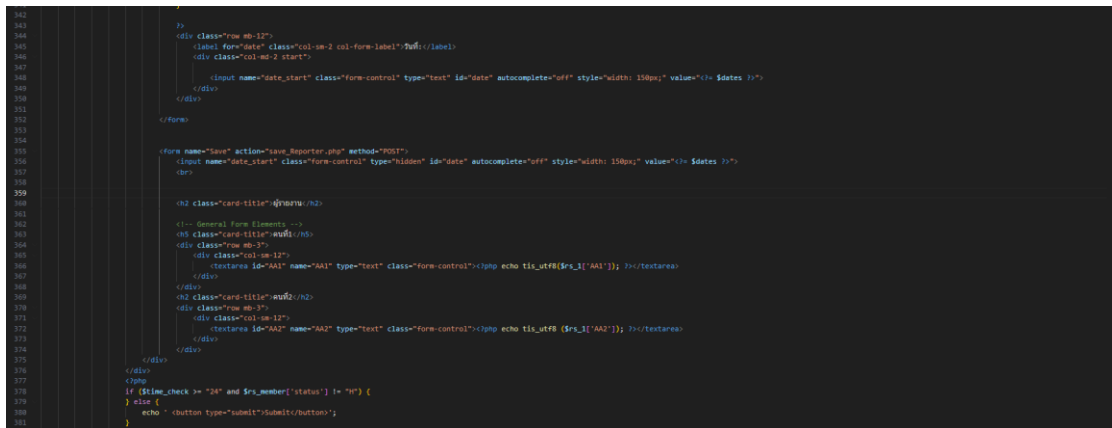 342
343 ?>
344 <div class="row mb-12">
345 <label for="date" class="col-sm-2 col-form-label">วันที่:</label>
346 <div class="col-md-2 start">
347
348 <input name="date_start" class="form-control" type="text" id="date" autocomplete="off" style="width: 150px;" value="<?= $dates ?>">
349 </div>
350 </div>
351
352 </form>
353
354
355 <form name="Save" action="save_Reporter.php" method="POST">
356 <input name="date_start" class="form-control" type="hidden" id="date" autocomplete="off" style="width: 150px;" value="<?= $dates ?>">
357 <br>
358
359
360 <h2 class="card-title">ผู้รายงาน</h2>
361
362 <!-- General Form Elements -->
363 <h5 class="card-title">คนที่1</h5>
364 <div class="row mb-3">
365 <div class="col-sm-12">
366 <textarea id="AA1" name="AA1" type="text" class="form-control"><?php echo tis_utf8($rs_1['AA1']); ?></textarea>
367 </div>
368 </div>
369 <h2 class="card-title">คนที่2</h2>
370 <div class="row mb-3">
371 <div class="col-sm-12">
372 <textarea id="AA2" name="AA2" type="text" class="form-control"><?php echo tis_utf8 ($rs_1['AA2']); ?></textarea>
373 </div>
374 </div>
375 </div>
376 </div>
377 <?php
378 if ($time_check >= "24" and $rs_member['status'] != "H") {
379 } else {
380 echo ' <button type="submit">Submit</button>';
381 }